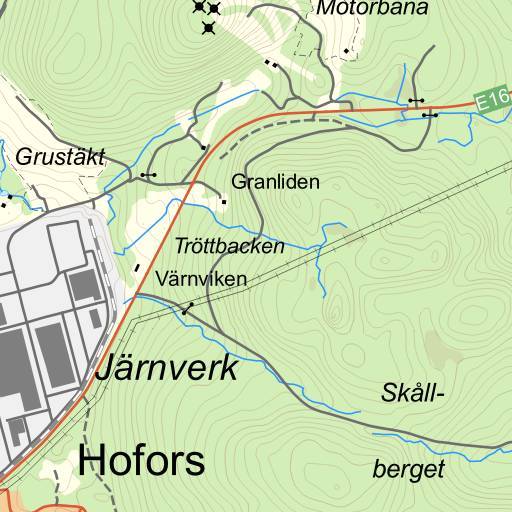 Motorbana
E16
Grustäkt
Granliden
Tröttbacken
Värnviken
Järnverk
Skåll-
Hofors
berget